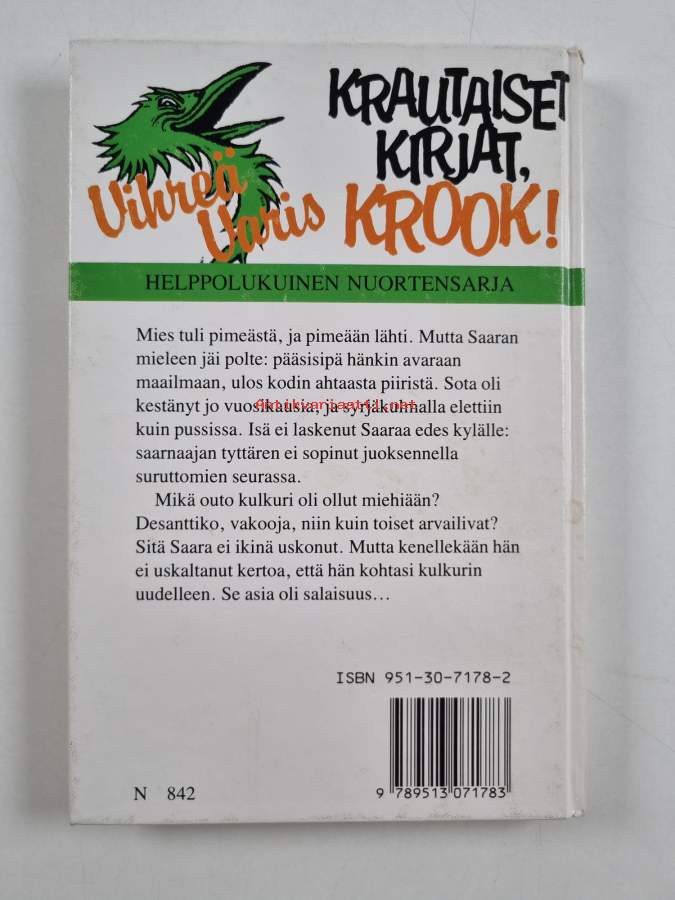 KRAUTAISET
KIRJAT,
KROOK!
Vihreä
Varis
HELPPOLUKUINEN NUORTENSARJA
Mies tuli pimeästä, ja pimeään lähti. Mutta Saaran
mieleen jäi polte: pääsisipä hänkin avaraan
maailmaan, ulos kodin ahtaasta piiristä. Sota oli
kestänyt jo vuosikausia, ja syrjäkulmalla elettiin
Antikvariaatti.net
kuin pussissa. Isä ei laskenut Saaraa edes kylälle:
saarnaajan tyttären ei sopinut juoksennella
suruttomien seurassa.
Mikä outo kulkuri oli ollut miehiään?
Desanttiko, vakooja, niin kuin toiset arvailivat?
Sitä Saara ei ikinä uskonut. Mutta kenellekään hän
ei uskaltanut kertoa, että hän kohtasi kulkurin
uudelleen. Se asia oli salaisuus...
ISBN 951-30-7178-2
N 842
9 789513 071783